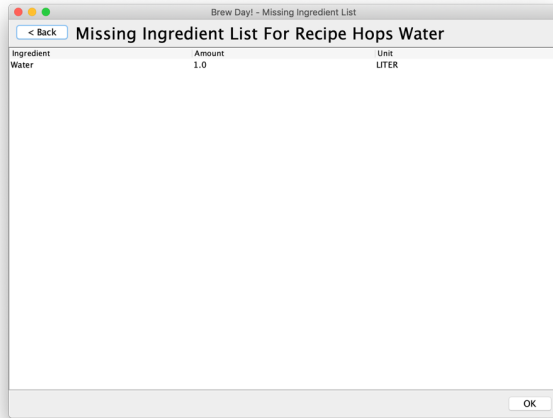 Brew Day! - Missing Ingredient List
< Back Missing Ingredient List For Recipe Hops Water
Ingredient Amount Unit
Water 1.0 LITER
OK